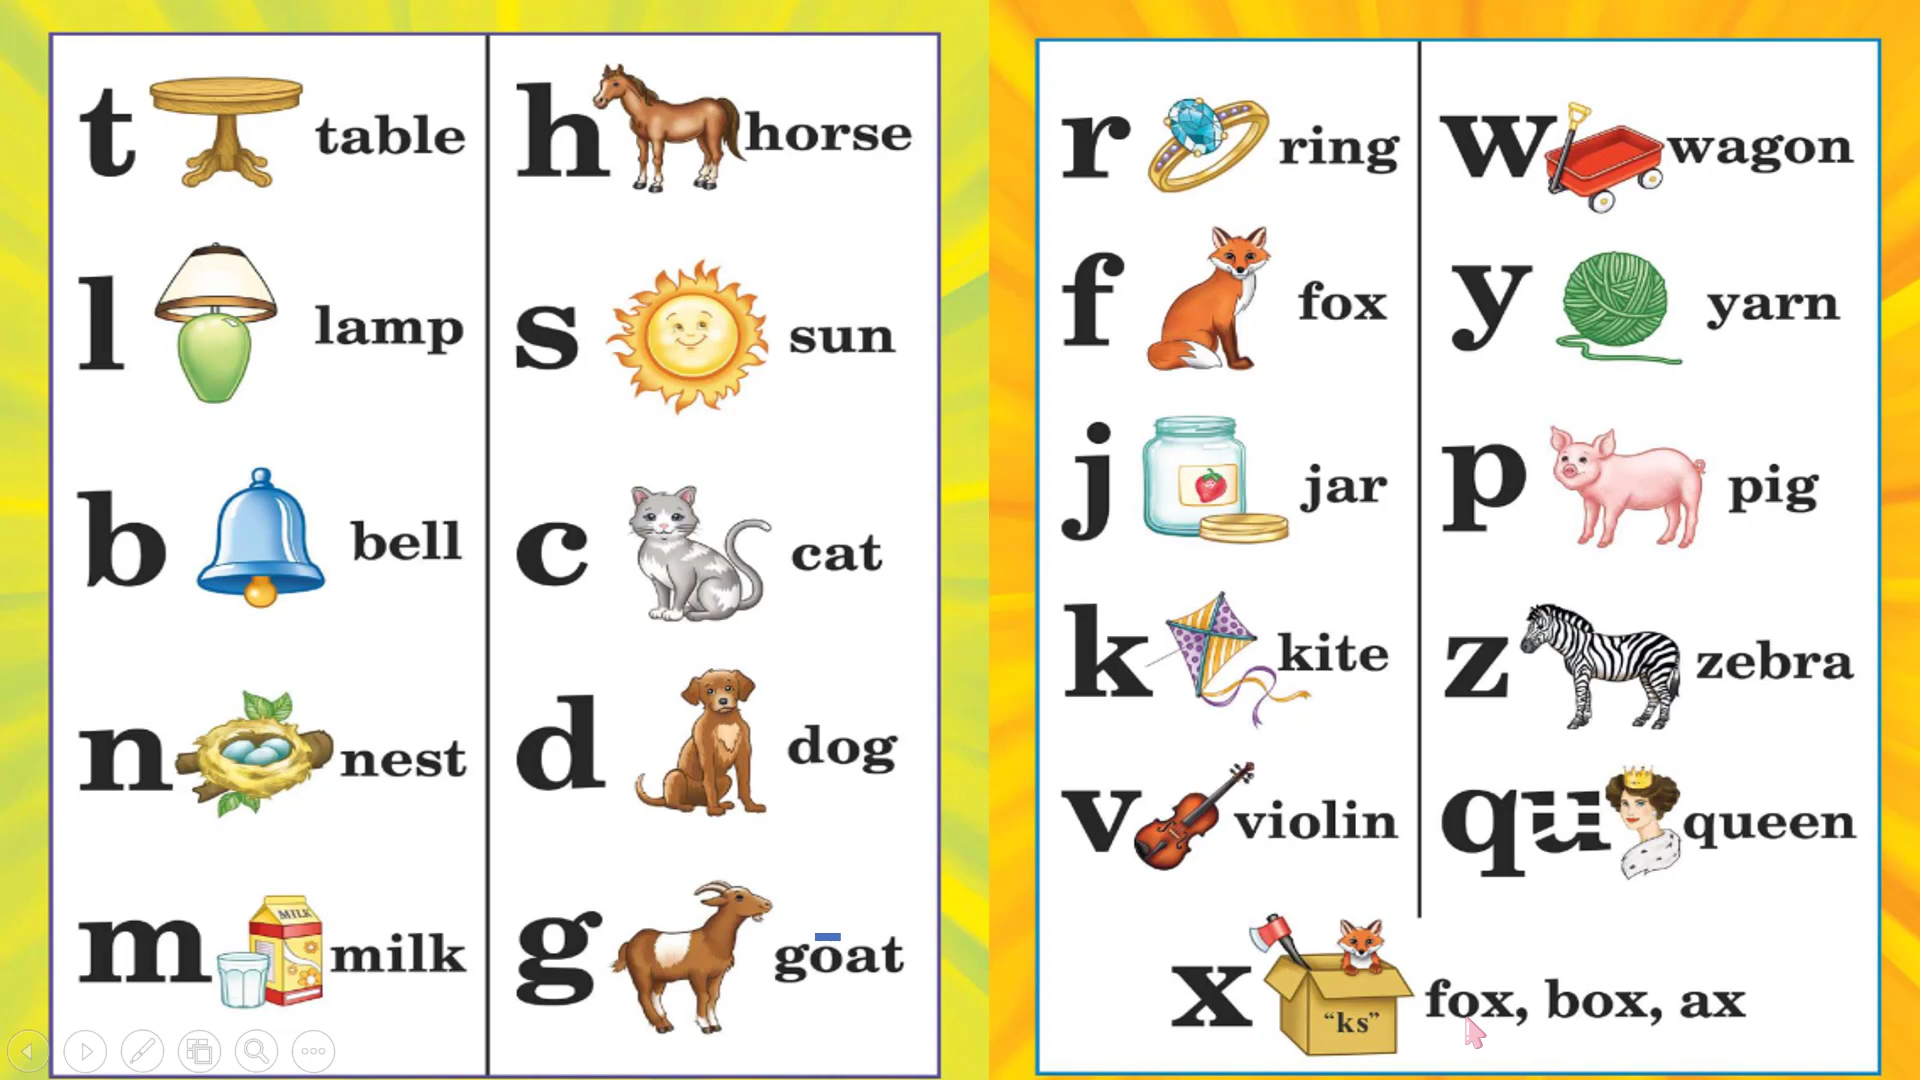 t table
l lamp
b bell
n nest
MILK
m milk
h horse
s sun
c cat
d dog
g goat
r ring
f fox
j jar
k kite
v violin
w wagon
y yarn
p pig
z zebra
qu queen
x "ks" fox, box, ax